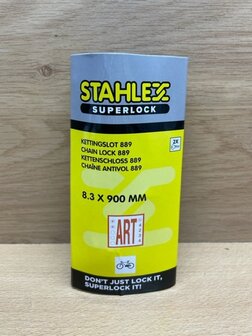 STAHLEX
SUPERLOCK
KETTINGSLOT 889
CHAIN LOCK 889
KETTENSCHLOSS 889
CHAÎNE ANTIVOL 889
2X
8.3 X 900 MM
ART
DON'T JUST LOCK IT,
SUPERLOCK IT!